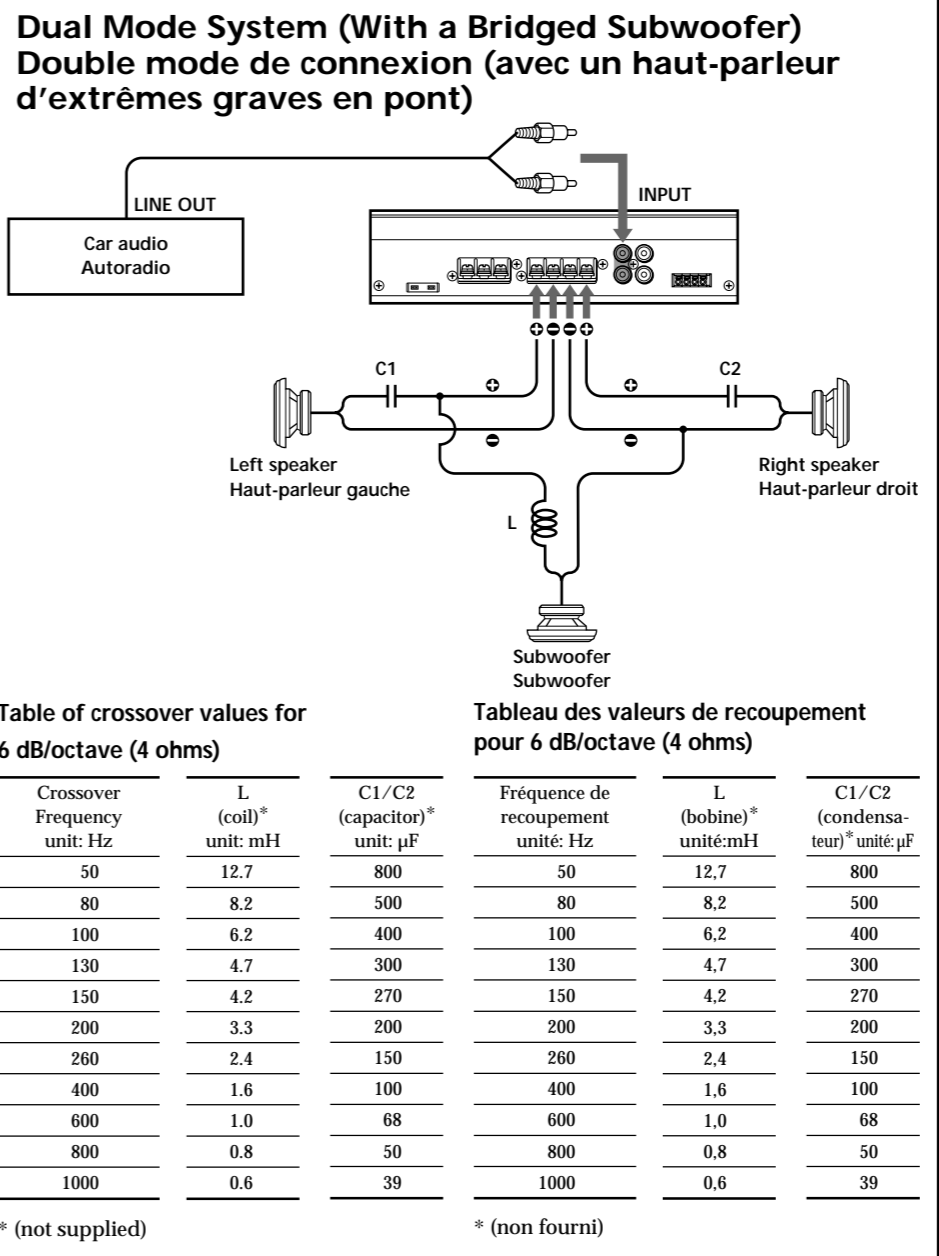 Dual Mode System (With a Bridged Subwoofer)
Double mode de connexion (avec un haut-parleur
d'extrêmes graves en pont)
LINE OUT
INPUT
Car audio
Autoradio
C1
C2
Left speaker
Haut-parleur gauche
Right speaker
Haut-parleur droit
L
Subwoofer
Subwoofer
Table of crossover values for
6 dB/octave (4 ohms)
Crossover Frequency unit: Hz L (coil)* unit: mH C1/C2 (capacitor)* unit: µF
50 12.7 800
80 8.2 500
100 6.2 400
130 4.7 300
150 4.2 270
200 3.3 200
260 2.4 150
400 1.6 100
600 1.0 68
800 0.8 50
1000 0.6 39
* (not supplied)
Tableau des valeurs de recoupement
pour 6 dB/octave (4 ohms)
Fréquence de recoupement unité: Hz L (bobine)* unité:mH C1/C2 (condensa-teur)* unité: µF
50 12,7 800
80 8,2 500
100 6,2 400
130 4,7 300
150 4,2 270
200 3,3 200
260 2,4 150
400 1,6 100
600 1,0 68
800 0,8 50
1000 0,6 39
* (non fourni)